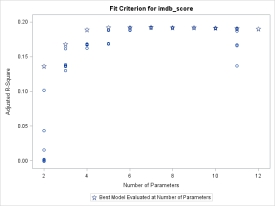 Fit Criterion for imdb_score
0.20
0.15
0.10
0.05
0.00
Adjusted R-Square
2 4 6 8 10 12
Number of Parameters
☆ Best Model Evaluated at Number of Parameters